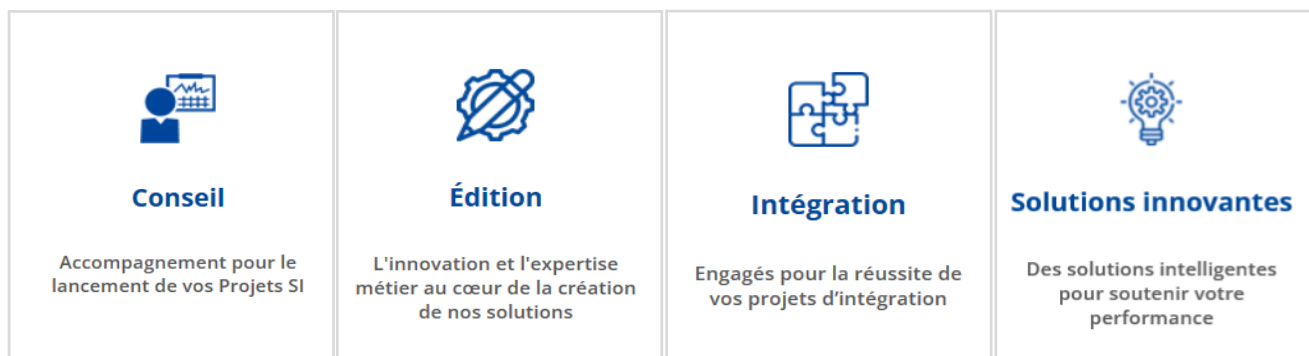 Conseil
Accompagnement pour le
lancement de vos Projets SI
Édition
L'innovation et l'expertise
métier au cœur de la création
de nos solutions
Intégration
Engagés pour la réussite de
vos projets d’intégration
Solutions innovantes
Des solutions intelligentes
pour soutenir votre
performance